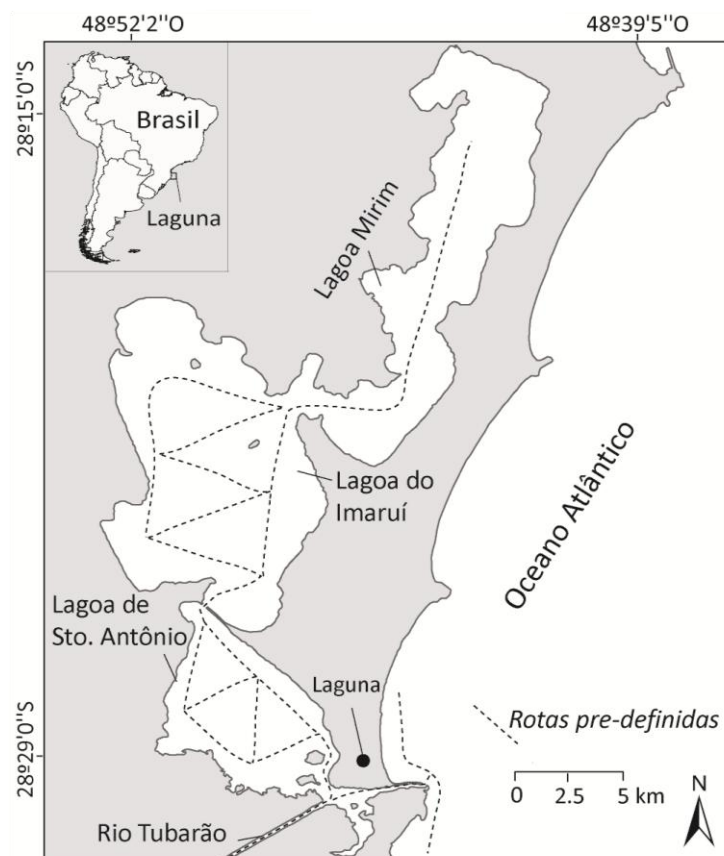 48º52'2''O
48º39'5''O
28º15'0''S
Brasil
Laguna
Lagoa Mirim
Lagoa do
Imaruí
Oceano Atlântico
Lagoa de
Sto. Antônio
Laguna
Rotas pre-definidas
28º29'0''S
0 2.5 5 km
N
Rio Tubarão